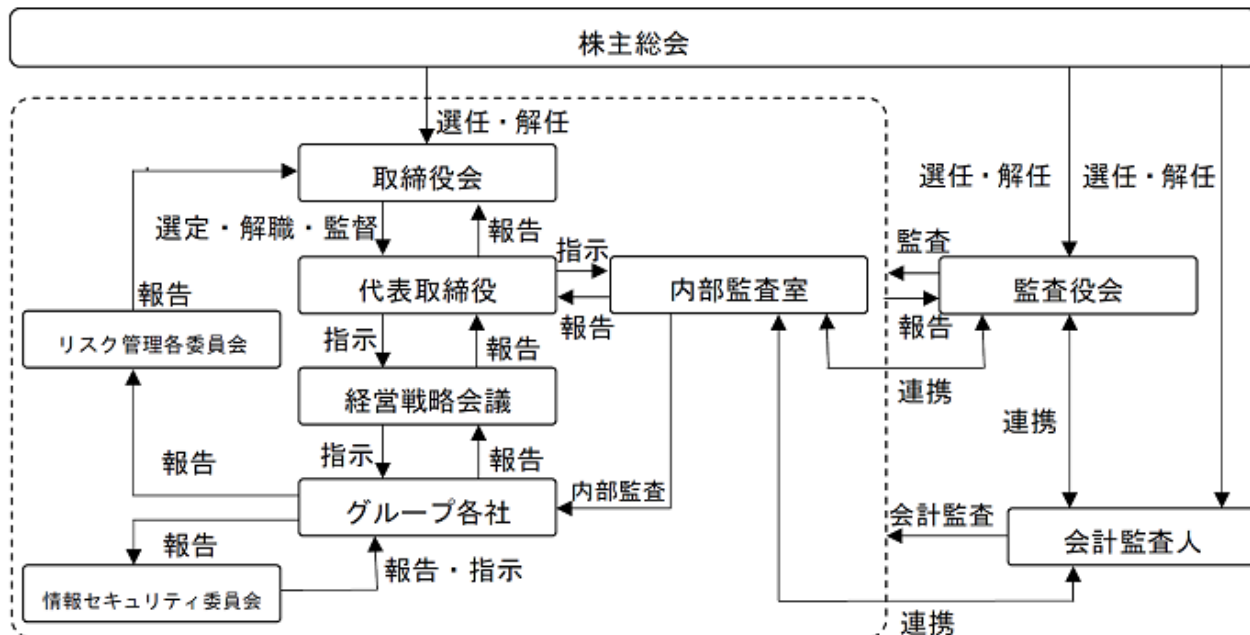 株主総会
選任・解任
選任・解任
選任・解任
取締役会
選定・解職・監督
報告
指示
監査
代表取締役
内部監査室
監査役会
報告
報告
報告
リスク管理各委員会
指示
報告
連携
経営戦略会議
連携
報告
指示
報告
内部監査
グループ各社
会計監査
会計監査人
報告
報告・指示
情報セキュリティ委員会
連携